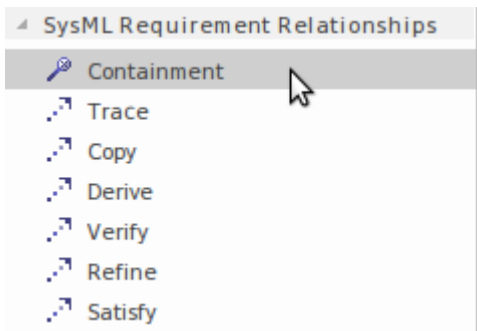 SysML Requirement Relationships
Containment
Trace
Copy
Derive
Verify
Refine
Satisfy